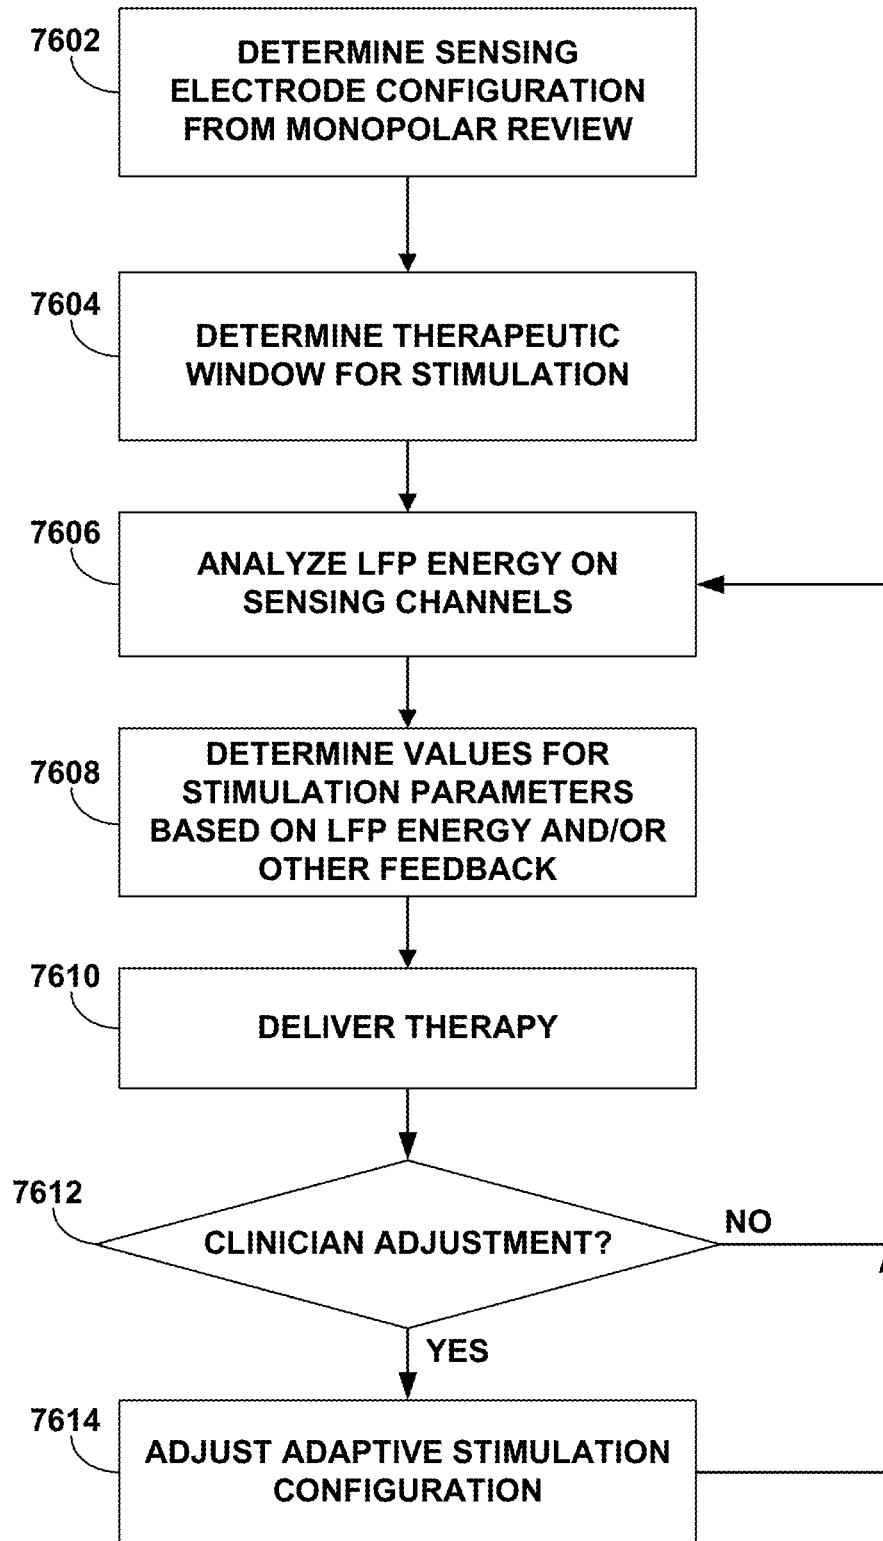 7602
DETERMINE SENSING
ELECTRODE CONFIGURATION
FROM MONOPOLAR REVIEW
7604
DETERMINE THERAPEUTIC
WINDOW FOR STIMULATION
7606
ANALYZE LFP ENERGY ON
SENSING CHANNELS
7608
DETERMINE VALUES FOR
STIMULATION PARAMETERS
BASED ON LFP ENERGY AND/OR
OTHER FEEDBACK
7610
DELIVER THERAPY
7612
CLINICIAN ADJUSTMENT?
NO
YES
7614
ADJUST ADAPTIVE STIMULATION
CONFIGURATION